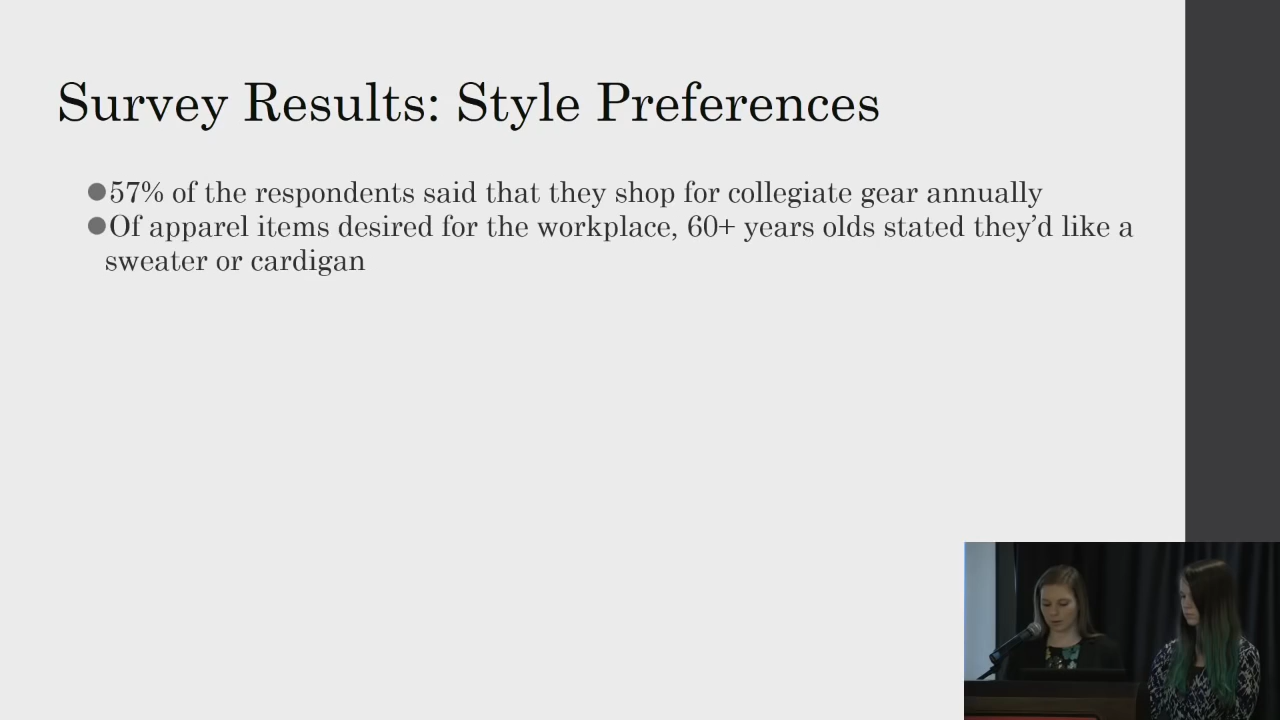 Survey Results: Style Preferences
●57% of the respondents said that they shop for collegiate gear annually
●Of apparel items desired for the workplace, 60+ years olds stated they’d like a
sweater or cardigan